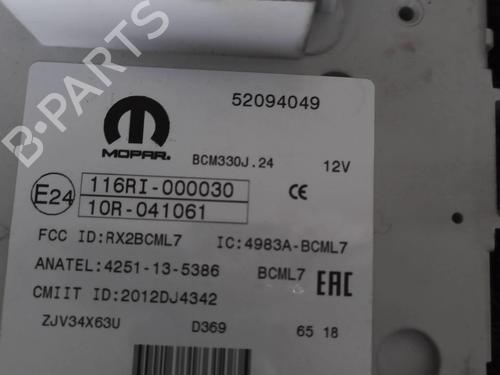 52094049
MOPAR.
BCM330J.24 12V
E24
116RI-000030
10R-041061
CE
FCC ID:RX2BCML7 IC:4983A-BCML7
ANATEL:4251-13-5386 BCML7
EAC
CMIIT ID:2012DJ4342
ZJV34X63U D369 65 18
B-PARTS